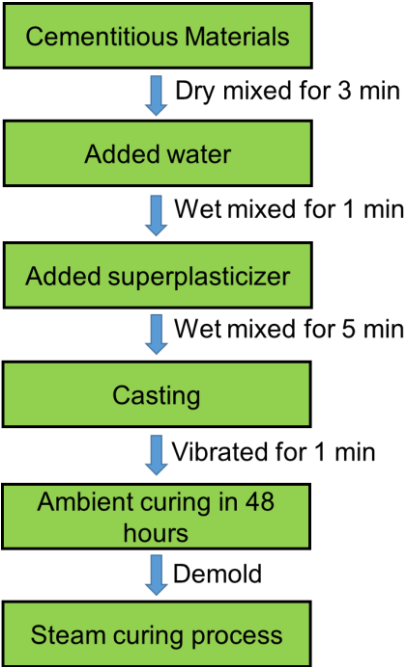 Cementitious Materials
Dry mixed for 3 min
Added water
Wet mixed for 1 min
Added superplasticizer
Wet mixed for 5 min
Casting
Vibrated for 1 min
Ambient curing in 48
hours
Demold
Steam curing process